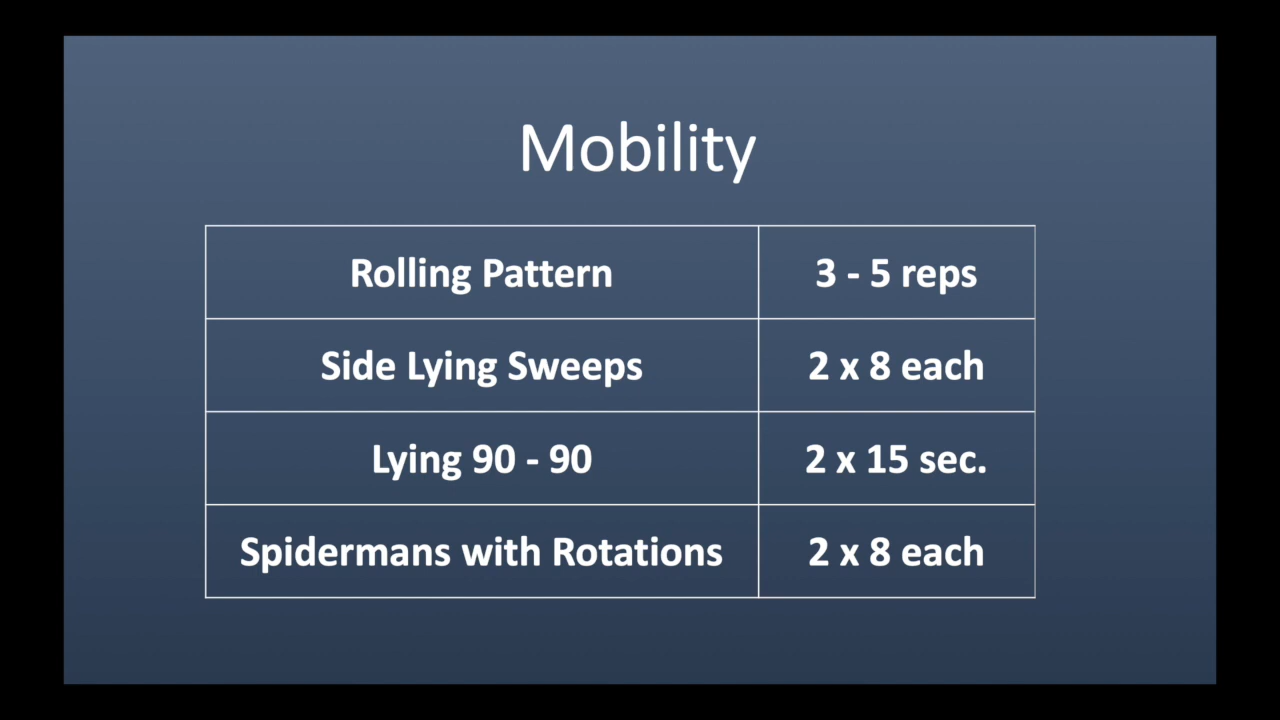 Mobility
Rolling Pattern 3 - 5 reps
Side Lying Sweeps 2 x 8 each
Lying 90 - 90 2 x 15 sec.
Spidermans with Rotations 2 x 8 each